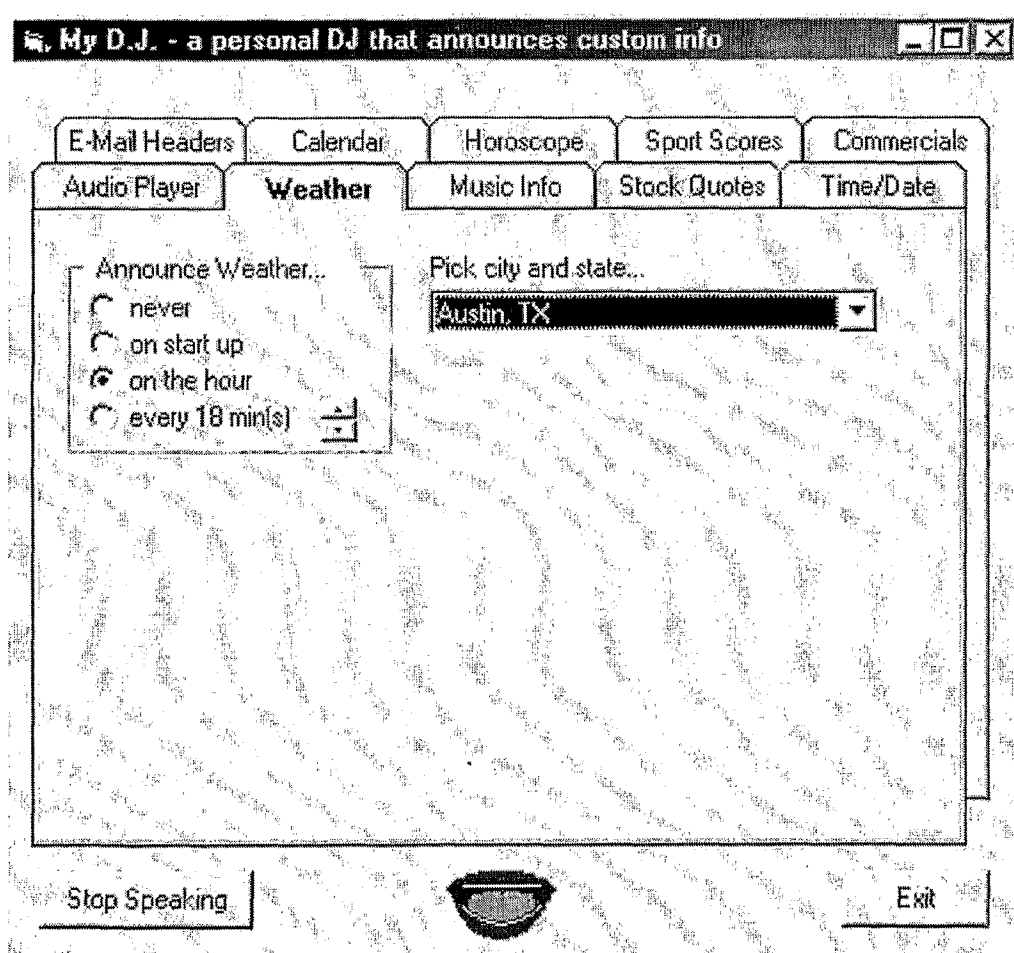 My D.J. - a personal DJ that announces custom info
E-Mail Headers Calendar Horoscope Sport Scores Commercials
Audio Player Weather Music Info Stock Quotes Time/Date
Announce Weather... Pick city and state...
never Austin, TX
on start up
on the hour
every 18 min(s)
Stop Speaking Exit